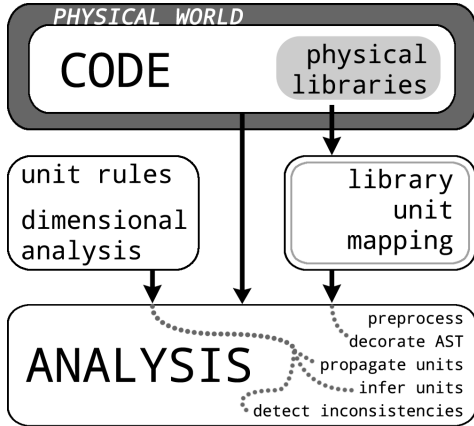 PHYSICAL WORLD
CODE
physical
libraries
unit rules
dimensional
analysis
library
unit
mapping
ANALYSIS
preprocess
decorate AST
propagate units
infer units
detect inconsistencies